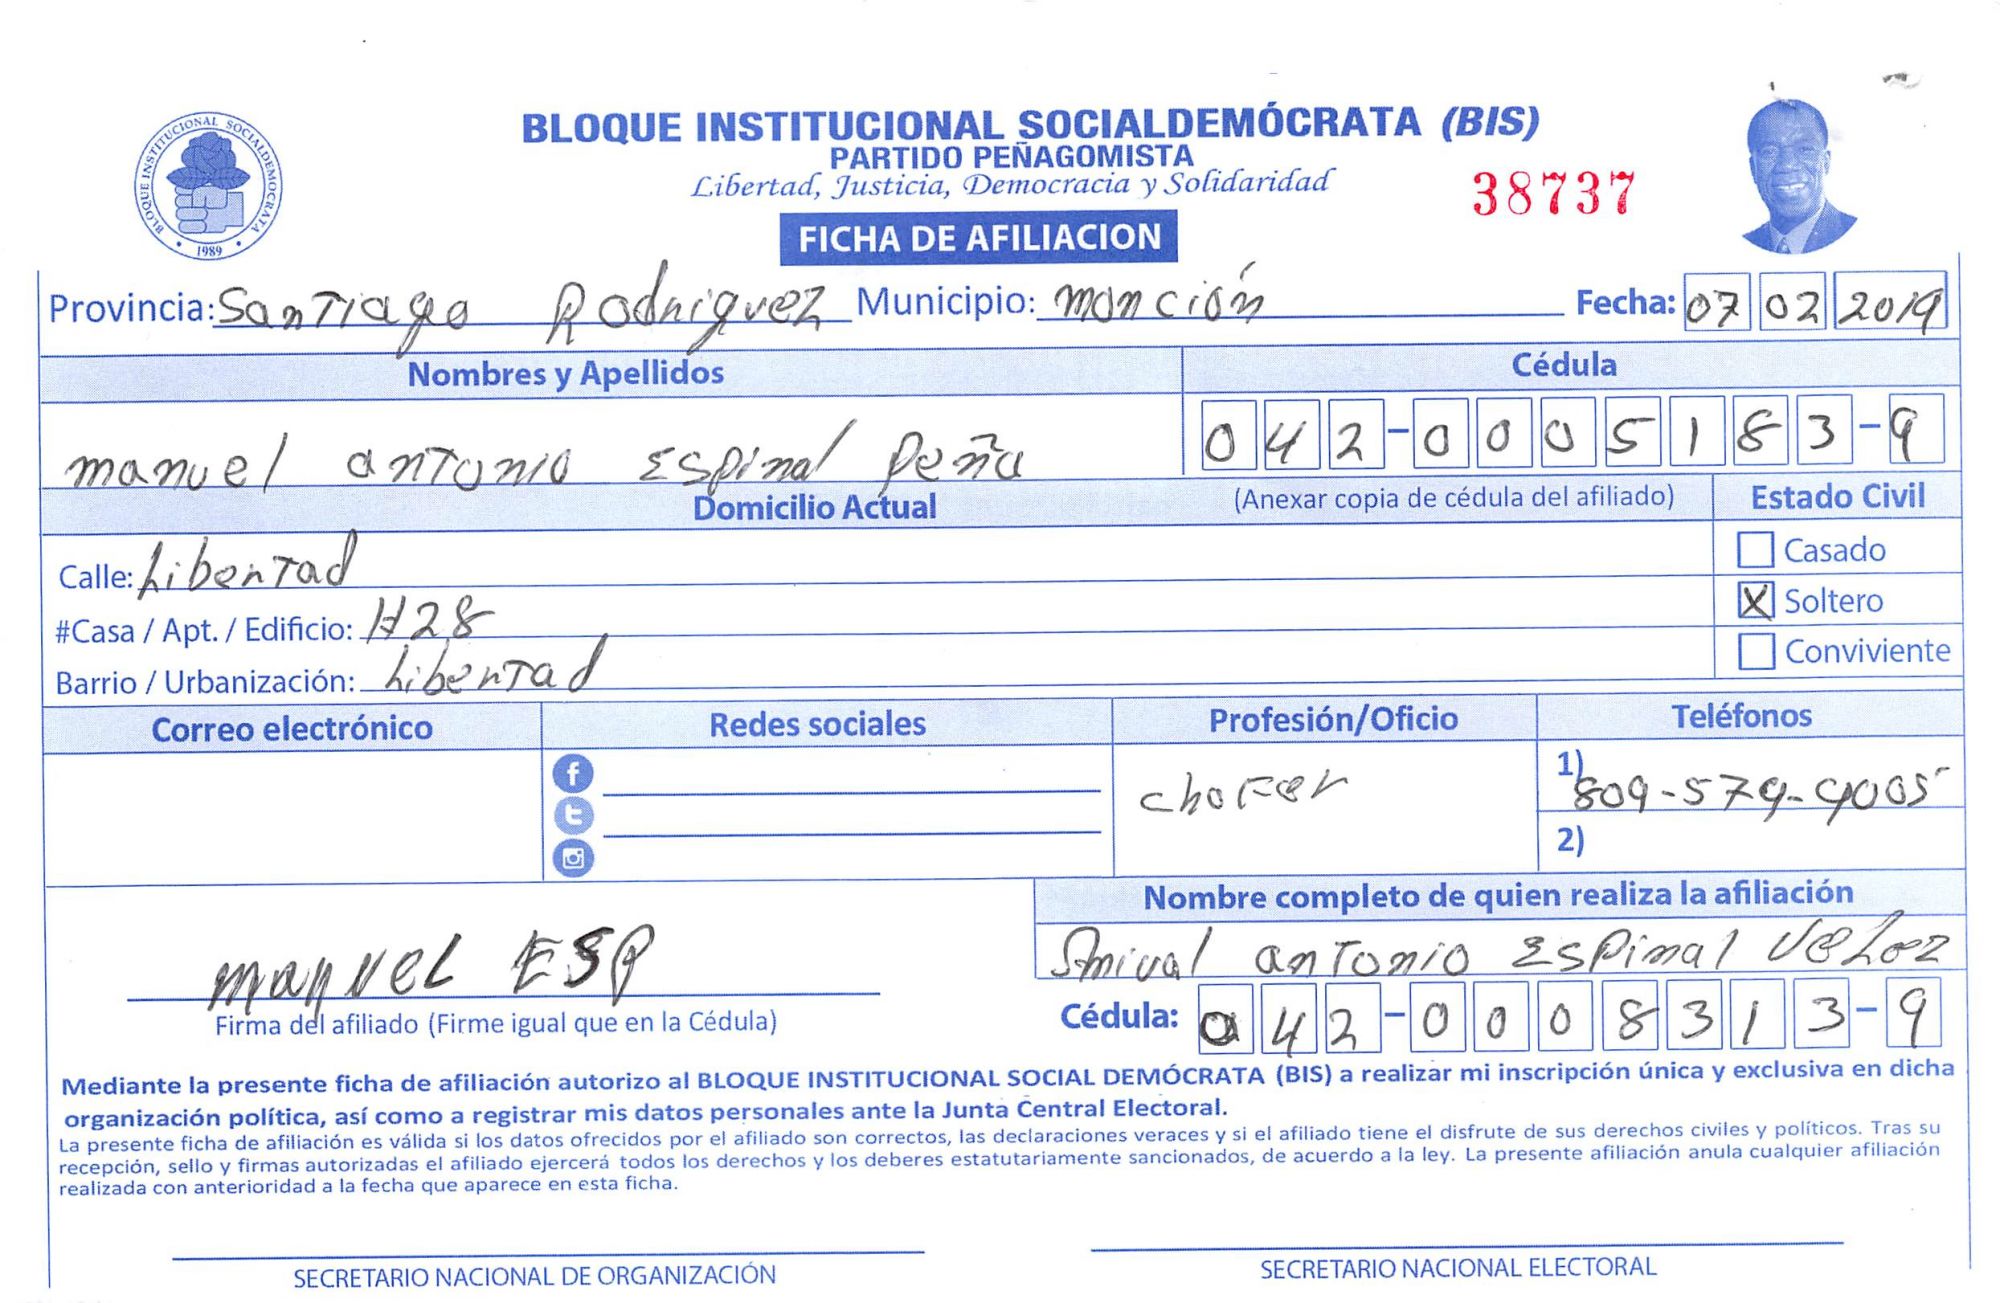 BLOQUE INSTITUCIONAL SOCIALDEMÓCRATA (BIS)
PARTIDO PEÑAGOMISTA
Libertad, Justicia, Democracia y Solidaridad
38737
BLOQUE INSTITUCIONAL SOCIALDEMÓCRATA
1989
FICHA DE AFILIACION
Provincia: Santiago Rodriguez Municipio: monción Fecha: 07 02 2019
Nombres y Apellidos Cédula
manuel antonio Espinal Peña 042-0005183-9
Domicilio Actual (Anexar copia de cédula del afiliado) Estado Civil
Calle: Libertad Casado
#Casa / Apt. / Edificio: #28 X Soltero
Barrio / Urbanización: Libertad Conviviente
Correo electrónico Redes sociales Profesión/Oficio Teléfonos
chofer 1) 809-579-9005
2)
Nombre completo de quien realiza la afiliación
manuel ESP antonio Espinal Veloz
Firma del afiliado (Firme igual que en la Cédula) Cédula: 042-0008313-9
Mediante la presente ficha de afiliación autorizo al BLOQUE INSTITUCIONAL SOCIAL DEMÓCRATA (BIS) a realizar mi inscripción única y exclusiva en dicha
organización política, así como a registrar mis datos personales ante la Junta Central Electoral.
La presente ficha de afiliación es válida si los datos ofrecidos por el afiliado son correctos, las declaraciones veraces y si el afiliado tiene el disfrute de sus derechos civiles y políticos. Tras su
recepción, sello y firmas autorizadas el afiliado ejercerá todos los derechos y los deberes estatutariamente sancionados, de acuerdo a la ley. La presente afiliación anula cualquier afiliación
realizada con anterioridad a la fecha que aparece en esta ficha.
SECRETARIO NACIONAL DE ORGANIZACIÓN SECRETARIO NACIONAL ELECTORAL